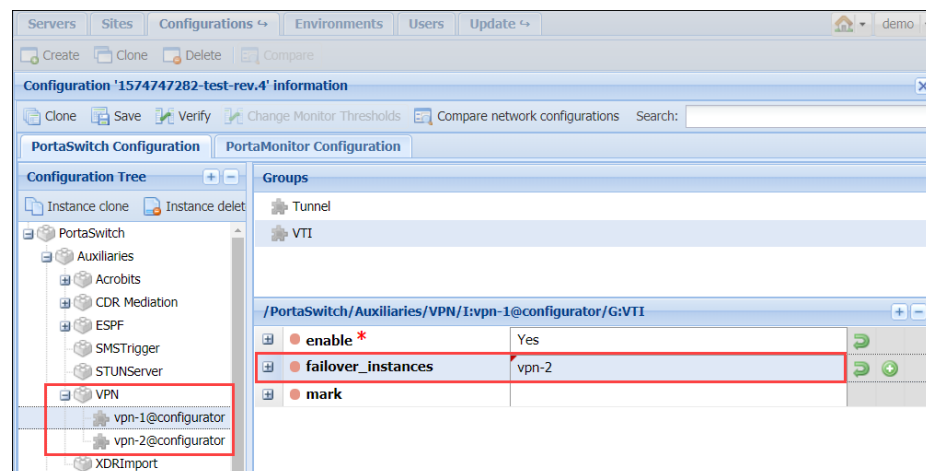 Servers Sites Configurations ↪ Environments Users Update ↪ demo
Create Clone Delete Compare
Configuration '1574747282-test-rev.4' information
Clone Save Verify Change Monitor Thresholds Compare network configurations Search:
PortaSwitch Configuration PortaMonitor Configuration
Configuration Tree
Instance clone Instance delet
PortaSwitch
Auxiliaries
Acrobits
CDR Mediation
ESPF
SMSTrigger
STUNServer
VPN
vpn-1@configurator
vpn-2@configurator
XDRImport
Groups
Tunnel
VTI
/PortaSwitch/Auxiliaries/VPN/I:vpn-1@configurator/G:VTI
enable * Yes
failover_instances vpn-2
mark